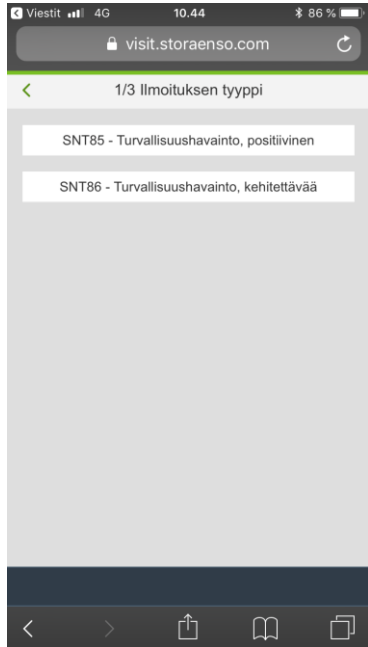 Viestit 4G 10.44 86 %
visit.storaenso.com
1/3 Ilmoituksen tyyppi
SNT85 - Turvallisuushavainto, positiivinen
SNT86 - Turvallisuushavainto, kehitettävää